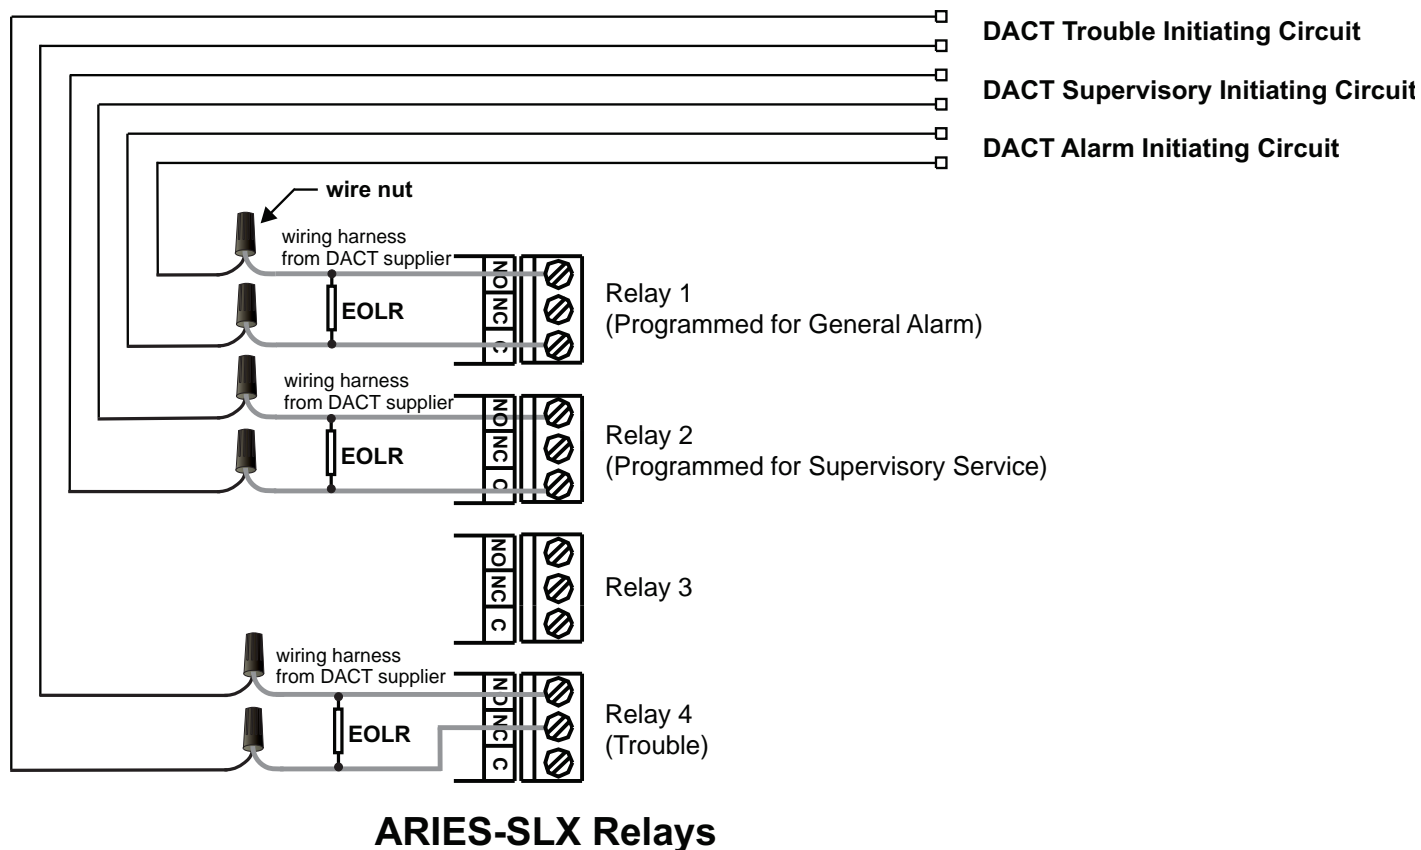 DACT Trouble Initiating Circuit
DACT Supervisory Initiating Circuit
DACT Alarm Initiating Circuit
wire nut
wiring harness
from DACT supplier
EOLR
NO
NC
C
Relay 1
(Programmed for General Alarm)
wiring harness
from DACT supplier
EOLR
NO
NC
C
Relay 2
(Programmed for Supervisory Service)
NO
NC
C
Relay 3
wiring harness
from DACT supplier
EOLR
NO
NC
C
Relay 4
(Trouble)
ARIES-SLX Relays